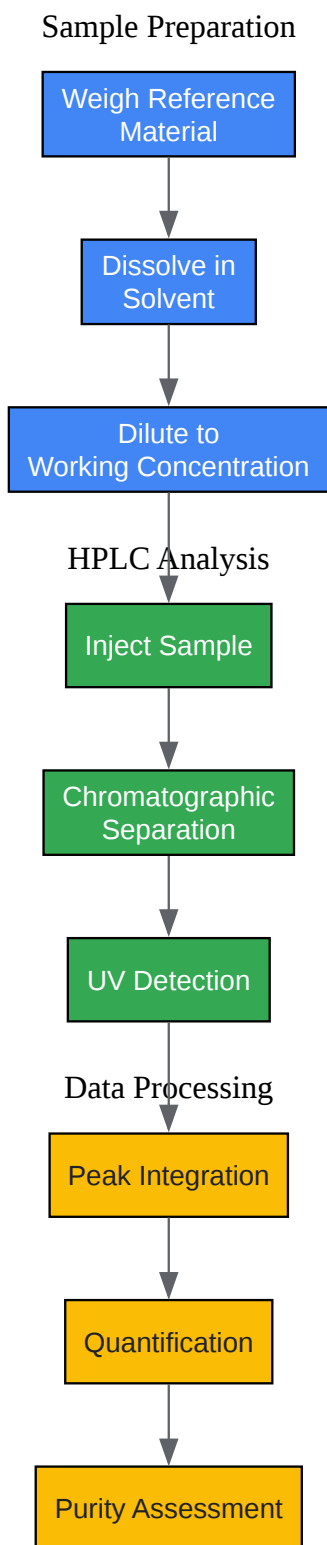 Sample Preparation
Weigh Reference
Material
Dissolve in
Solvent
Dilute to
Working Concentration
HPLC Analysis
Inject Sample
Chromatographic
Separation
UV Detection
Data Processing
Peak Integration
Quantification
Purity Assessment